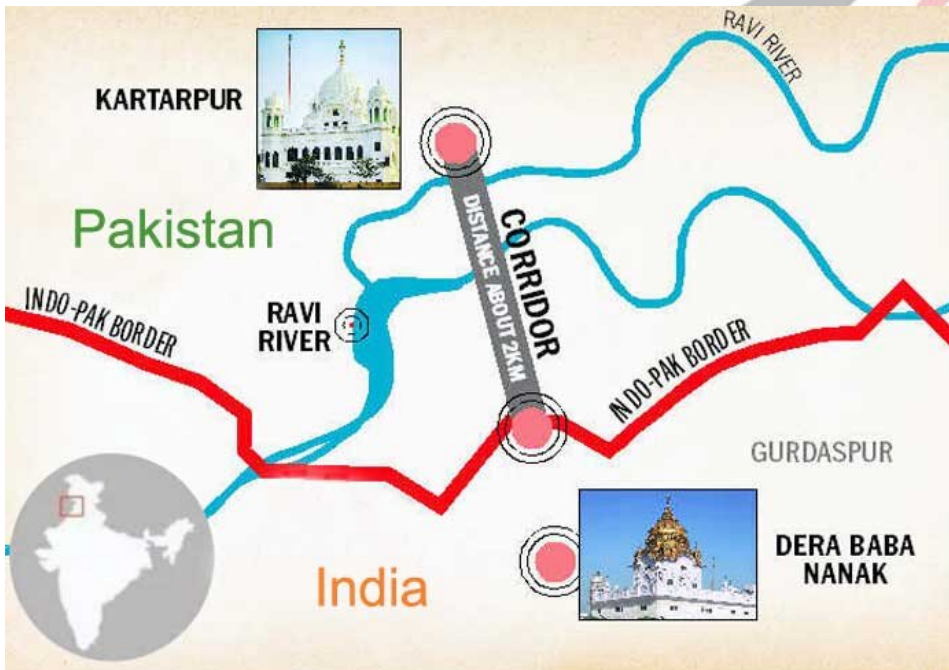 RAVI RIVER
KARTARPUR
Pakistan
DISTANCE ABOUT 2KM
CORRIDOR
INDO-PAK BORDER
RAVI
RIVER
INDO-PAK BORDER
GURDASPUR
DERA BABA
NANAK
India